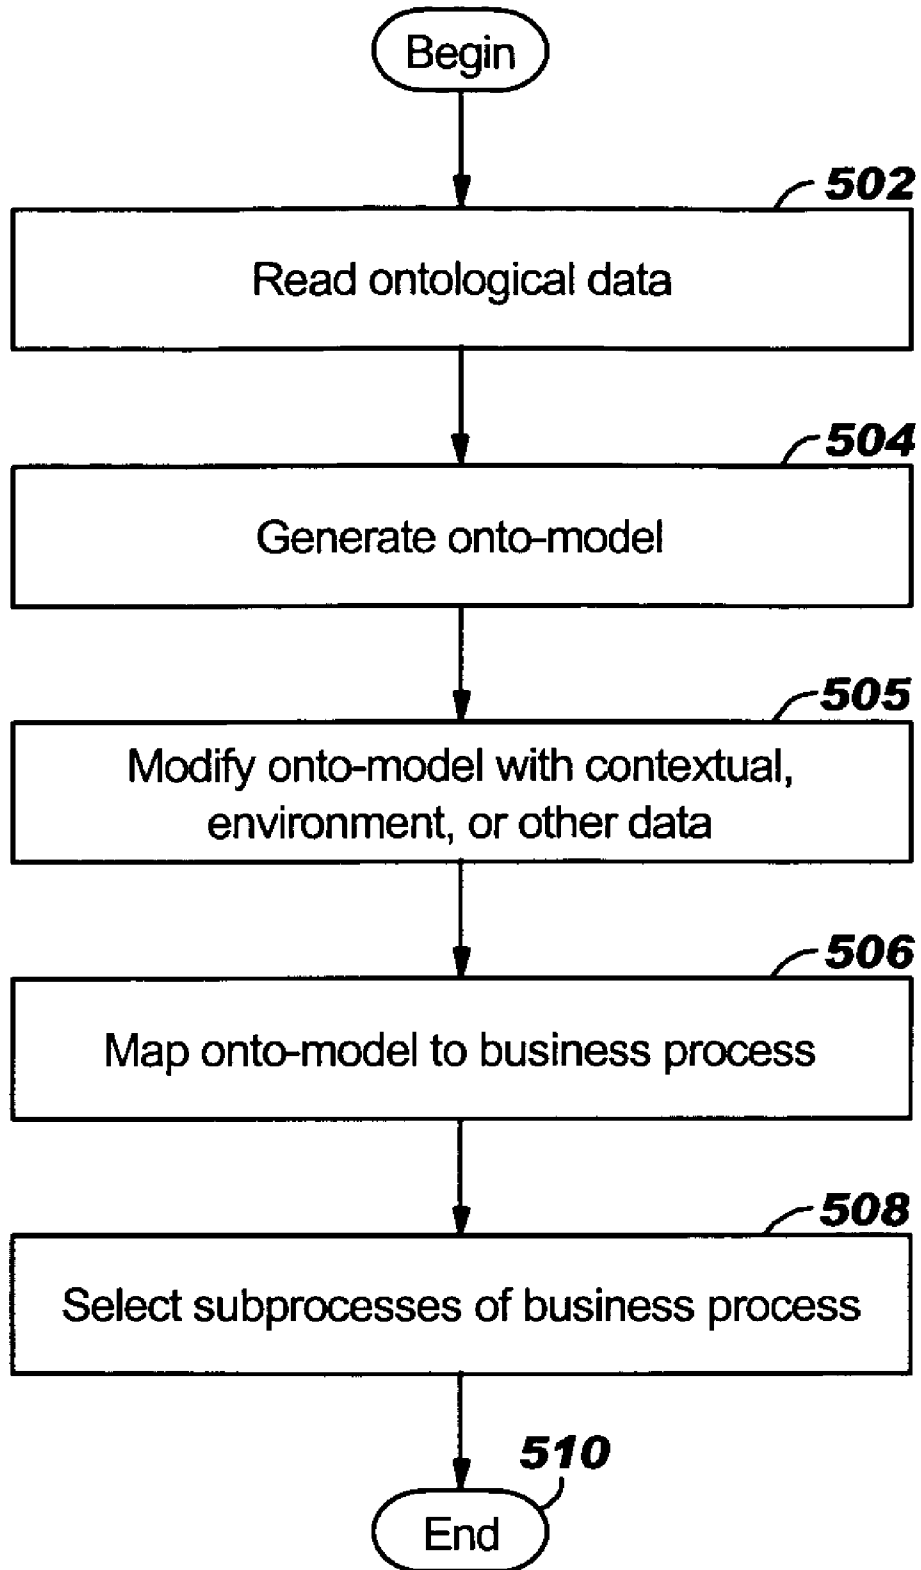 Begin
502
Read ontological data
504
Generate onto-model
505
Modify onto-model with contextual,
environment, or other data
506
Map onto-model to business process
508
Select subprocesses of business process
510
End